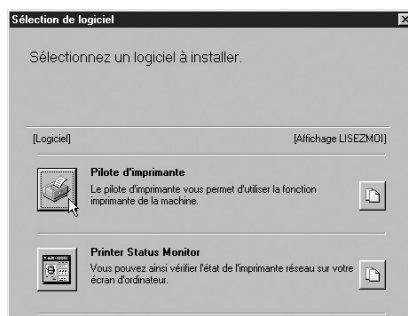 Sélection de logiciel
Sélectionnez un logiciel à installer.
[Logiciel] [Affichage LISEZMOI]
Pilote d'imprimante
Le pilote d'imprimante vous permet d'utiliser la fonction
imprimante de la machine.
Printer Status Monitor
Vous pouvez ainsi vérifier l'état de l'imprimante réseau sur votre
écran d'ordinateur.